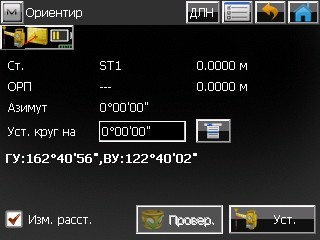 M Ориентир ДЛН
Ст. ST1 0.0000 м
ОРП --- 0.0000 м
Азимут 0°00'00"
Уст. круг на 0°00'00"
ГУ:162°40'56",ВУ:122°40'02"
Изм. расст. Провер. Уст.